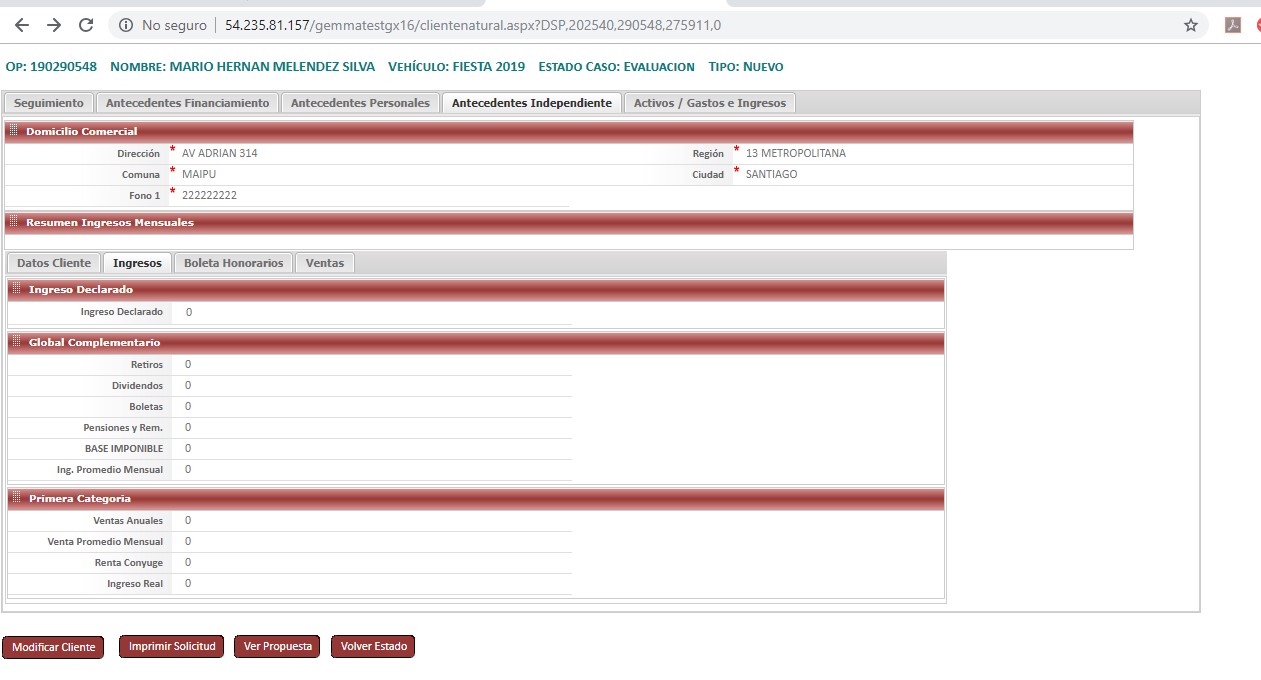 No seguro | 54.235.81.157/gemmatestgx16/clientenatural.aspx?DSP,202540,290548,275911,0
OP: 190290548 NOMBRE: MARIO HERNAN MELENDEZ SILVA VEHÍCULO: FIESTA 2019 ESTADO CASO: EVALUACION TIPO: NUEVO
Seguimiento Antecedentes Financiamiento Antecedentes Personales Antecedentes Independiente Activos / Gastos e Ingresos
Domicilio Comercial
Dirección * AV ADRIAN 314 Región * 13 METROPOLITANA
Comuna * MAIPU Ciudad * SANTIAGO
Fono 1 * 222222222
Resumen Ingresos Mensuales
Datos Cliente Ingresos Boleta Honorarios Ventas
Ingreso Declarado
Ingreso Declarado 0
Global Complementario
Retiros 0
Dividendos 0
Boletas 0
Pensiones y Rem. 0
BASE IMPONIBLE 0
Ing. Promedio Mensual 0
Primera Categoria
Ventas Anuales 0
Venta Promedio Mensual 0
Renta Conyuge 0
Ingreso Real 0
Modificar Cliente Imprimir Solicitud Ver Propuesta Volver Estado